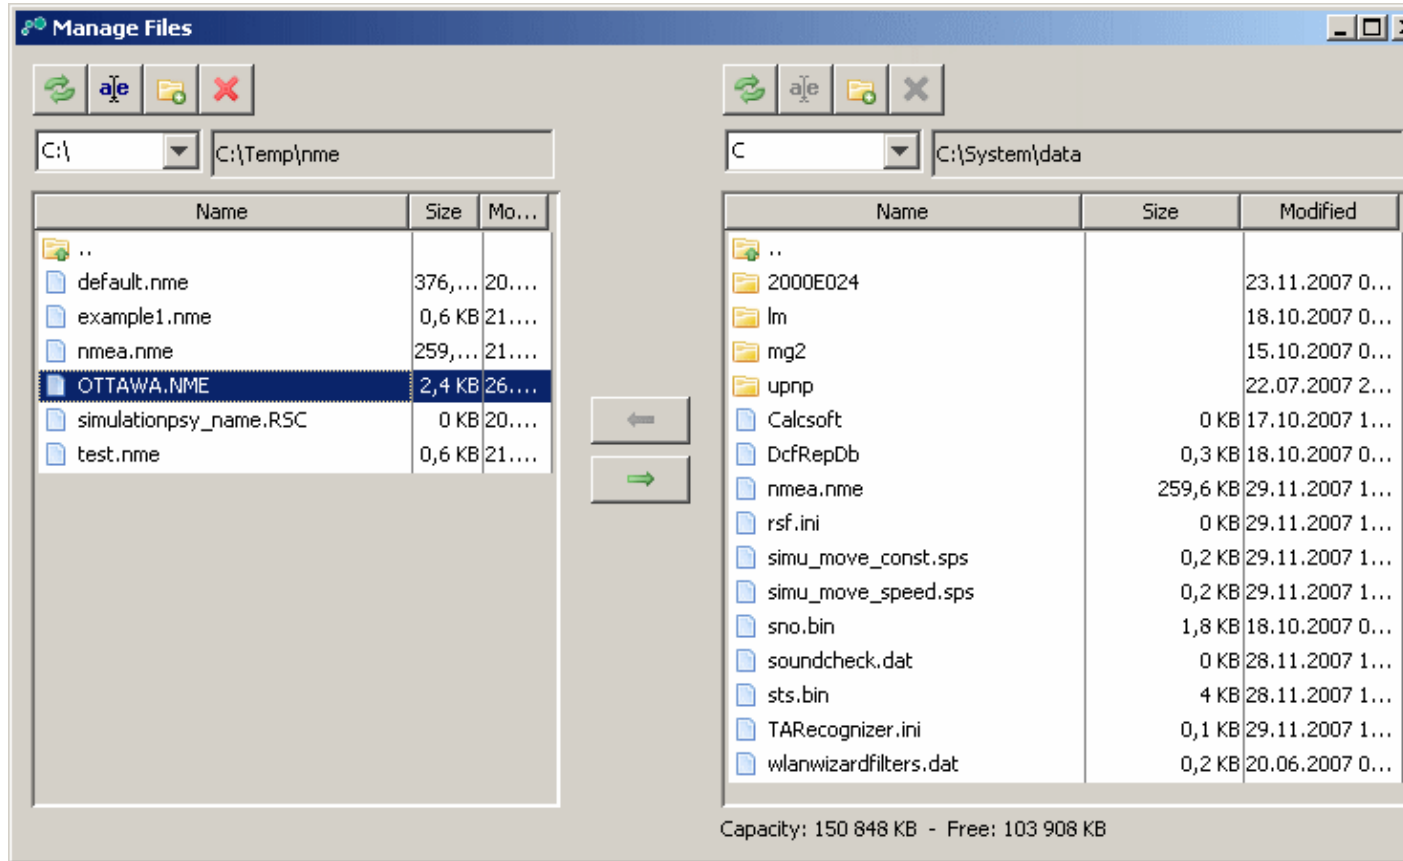 Manage Files
a e
a e
C:\ C:\Temp\nme
C C:\System\data
Name Size Mo...
..
default.nme 376,... 20....
example1.nme 0,6 KB 21....
nmea.nme 259,... 21....
OTTAWA.NME 2,4 KB 26....
simulationpsy_name.RSC 0 KB 20....
test.nme 0,6 KB 21....
Name Size Modified
..
2000E024 23.11.2007 0...
lm 18.10.2007 0...
mg2 15.10.2007 0...
upnp 22.07.2007 2...
Calcsoft 0 KB 17.10.2007 1...
DcfRepDb 0,3 KB 18.10.2007 0...
nmea.nme 259,6 KB 29.11.2007 1...
rsf.ini 0 KB 29.11.2007 1...
simu_move_const.sps 0,2 KB 29.11.2007 1...
simu_move_speed.sps 0,2 KB 29.11.2007 1...
sno.bin 1,8 KB 18.10.2007 0...
soundcheck.dat 0 KB 28.11.2007 1...
sts.bin 4 KB 28.11.2007 1...
TARecognizer.ini 0,1 KB 29.11.2007 1...
wlanwizardfilters.dat 0,2 KB 20.06.2007 0...
Capacity: 150 848 KB - Free: 103 908 KB